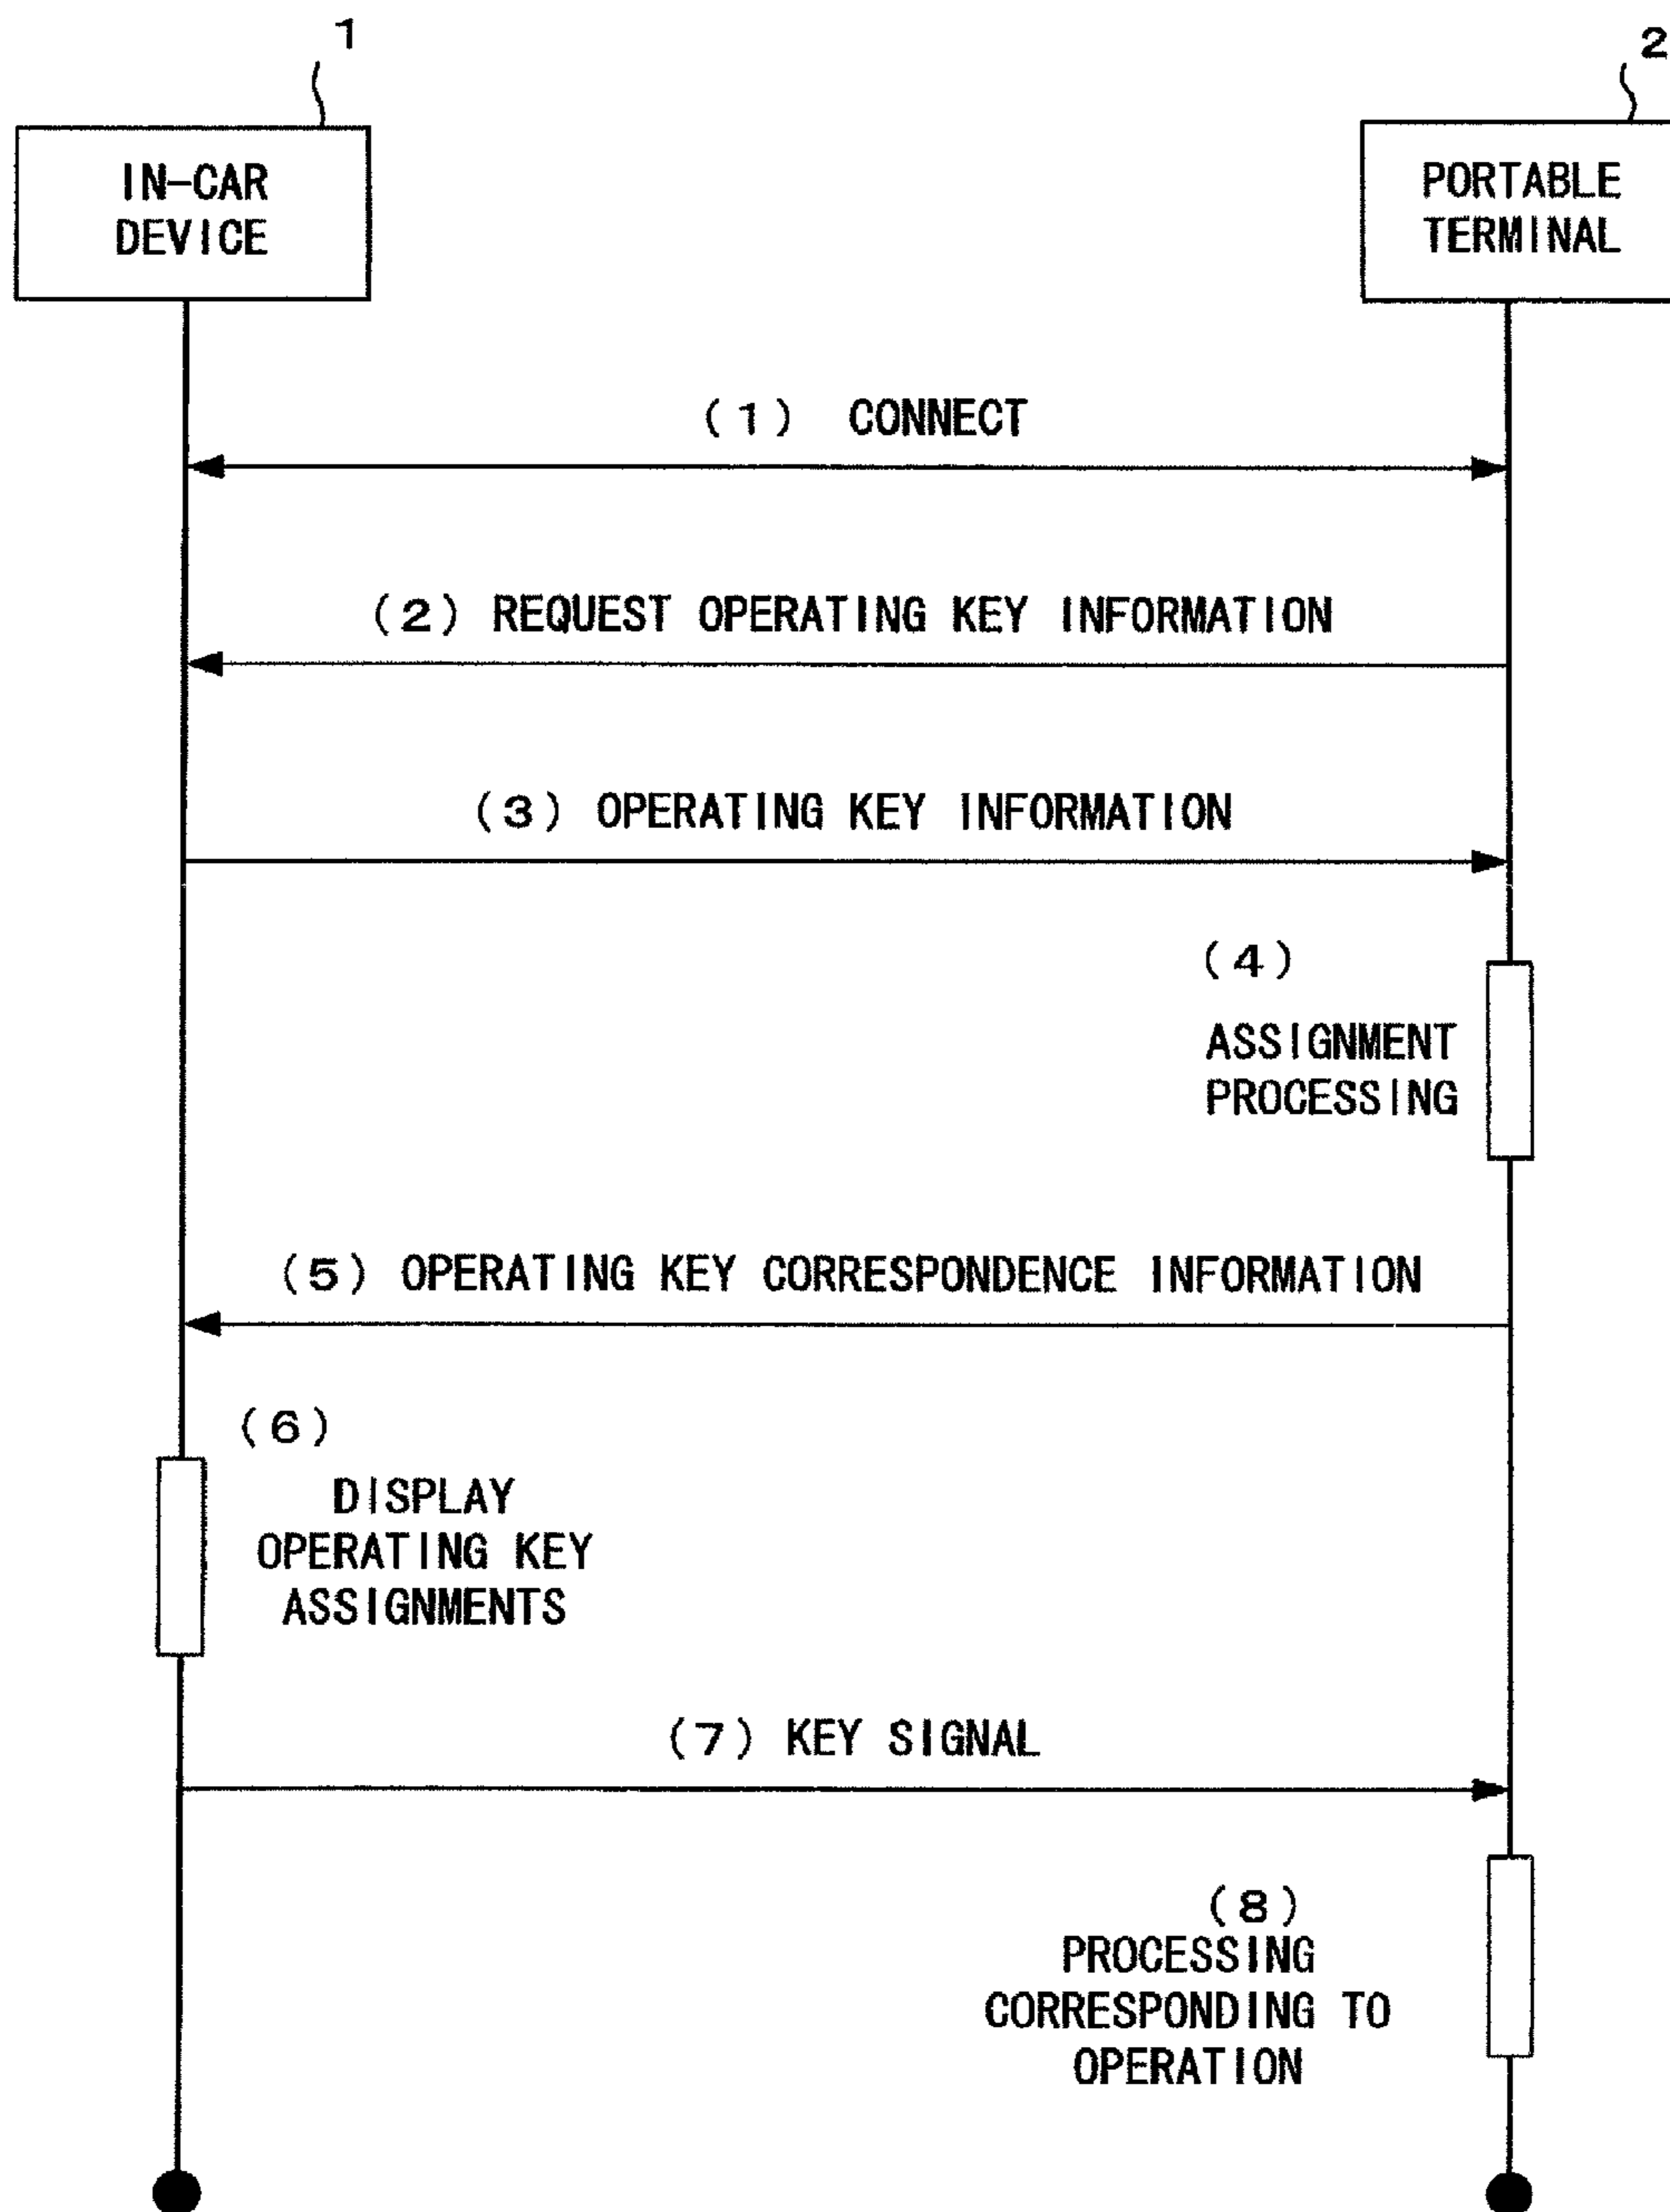 1
2
IN-CAR
DEVICE
PORTABLE
TERMINAL
(1) CONNECT
(2) REQUEST OPERATING KEY INFORMATION
(3) OPERATING KEY INFORMATION
(4)
ASSIGNMENT
PROCESSING
(5) OPERATING KEY CORRESPONDENCE INFORMATION
(6)
DISPLAY
OPERATING KEY
ASSIGNMENTS
(7) KEY SIGNAL
(8)
PROCESSING
CORRESPONDING TO
OPERATION